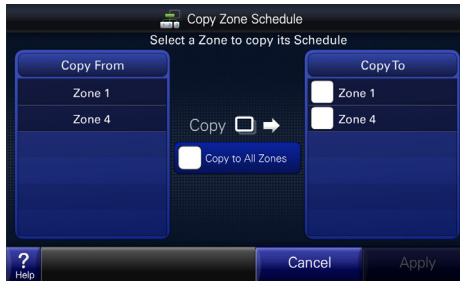 Copy Zone Schedule
Select a Zone to copy its Schedule
Copy From
Zone 1
Zone 4
Copy
Copy to All Zones
Copy To
Zone 1
Zone 4
?
Help
Cancel
Apply